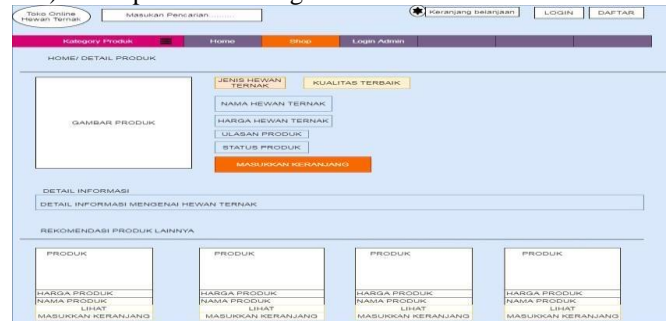 Toko Online
Hewan Ternak
Masukan Pencarian..........
Keranjang belanjaan
LOGIN
DAFTAR
Kategory Produk
Home
Shop
Login Admin
HOME/ DETAIL PRODUK
GAMBAR PRODUK
JENIS HEWAN
TERNAK
KUALITAS TERBAIK
NAMA HEWAN TERNAK
HARGA HEWAN TERNAK
ULASAN PRODUK
STATUS PRODUK
MASUKKAN KERANJANG
DETAIL INFORMASI
DETAIL INFORMASI MENGENAI HEWAN TERNAK
REKOMENDASI PRODUK LAINNYA
PRODUK
HARGA PRODUK
NAMA PRODUK
LIHAT
MASUKKAN KERANJANG
PRODUK
HARGA PRODUK
NAMA PRODUK
LIHAT
MASUKKAN KERANJANG
PRODUK
HARGA PRODUK
NAMA PRODUK
LIHAT
MASUKKAN KERANJANG
PRODUK
HARGA PRODUK
NAMA PRODUK
LIHAT
MASUKKAN KERANJANG